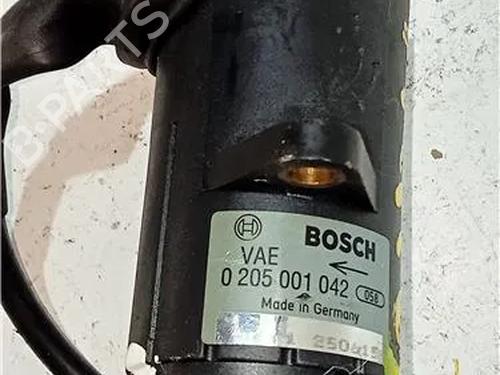 B-PARTS
BOSCH
VAE
0 205 001 042 058
Made in Germany